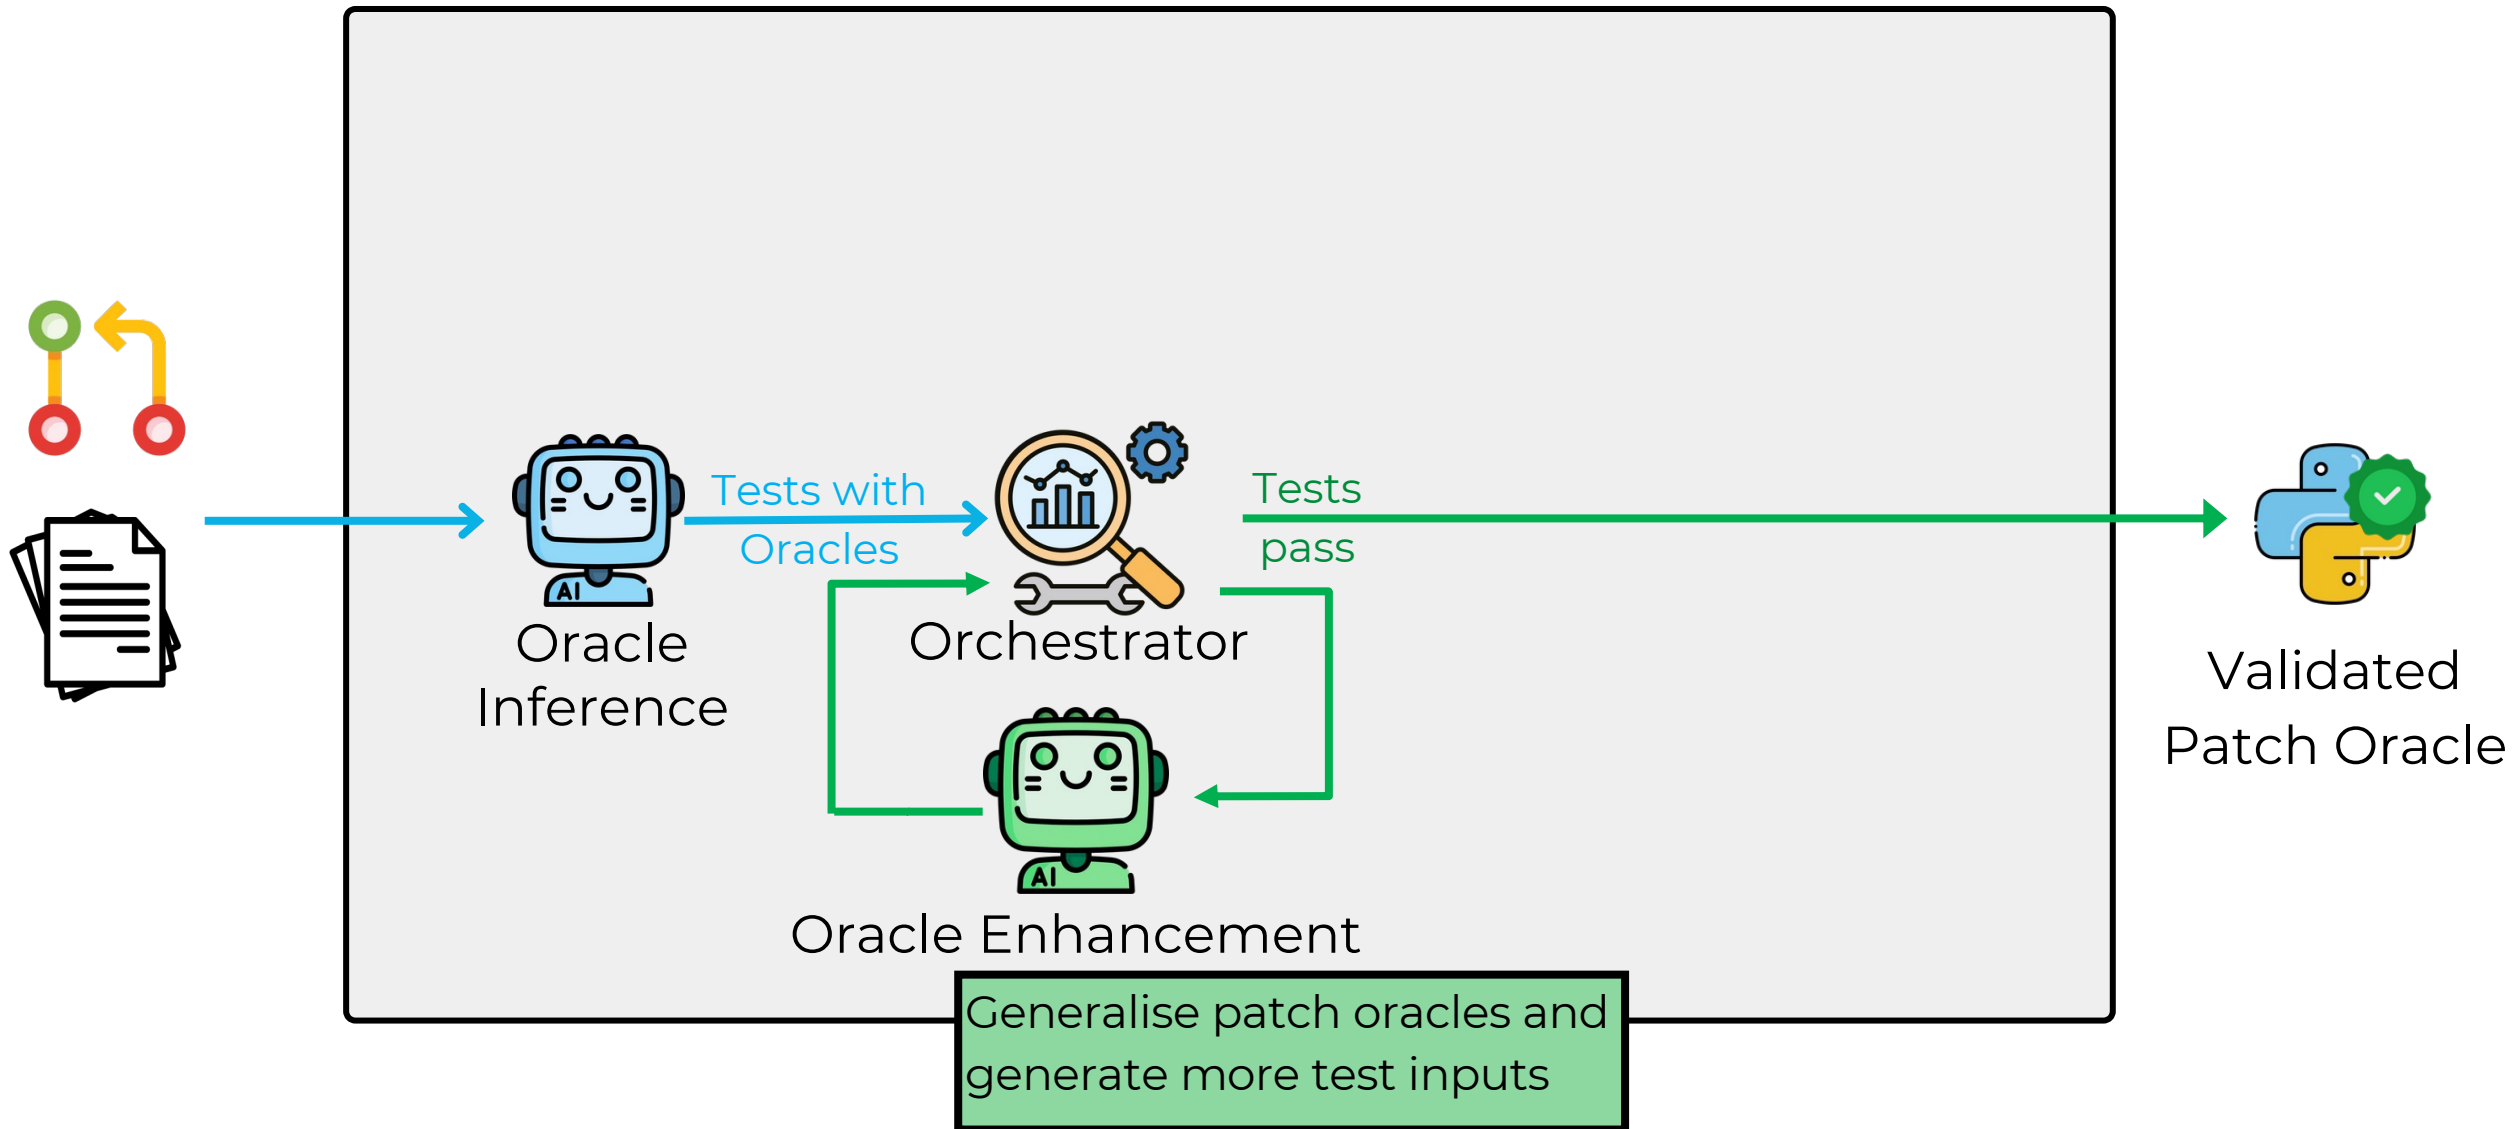 Tests with
Oracles
Tests
pass
AI
Oracle
Inference
Orchestrator
Validated
Patch Oracle
AI
Oracle Enhancement
Generalise patch oracles and
generate more test inputs